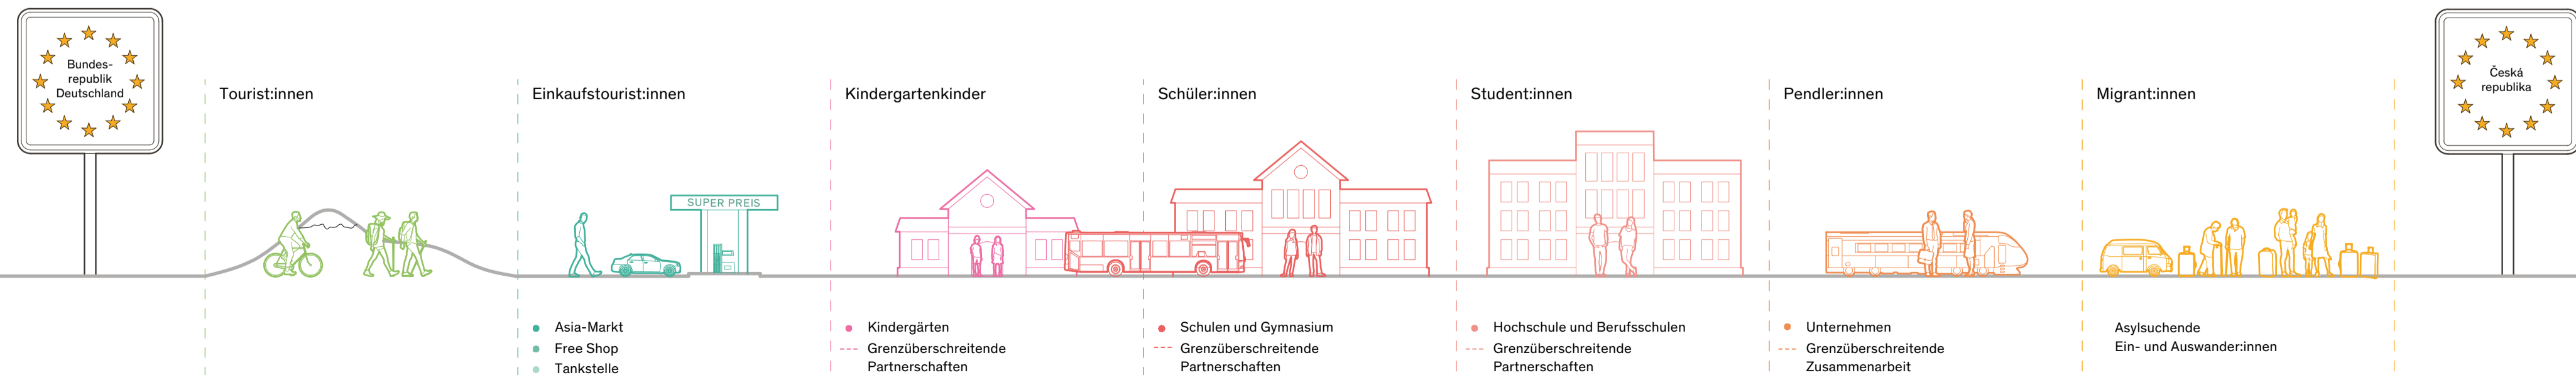 Bundes-
republik
Deutschland
Tourist:innen
Einkaufstourist:innen
SUPER PREIS
Asia-Markt
Free Shop
Tankstelle
Kindergartenkinder
Kindergärten
Grenzüberschreitende
Partnerschaften
Schüler:innen
Schulen und Gymnasium
Grenzüberschreitende
Partnerschaften
Student:innen
Hochschule und Berufsschulen
Grenzüberschreitende
Partnerschaften
Pendler:innen
Unternehmen
Grenzüberschreitende
Zusammenarbeit
Migrant:innen
Asylsuchende
Ein- und Auswander:innen
Česká
republika